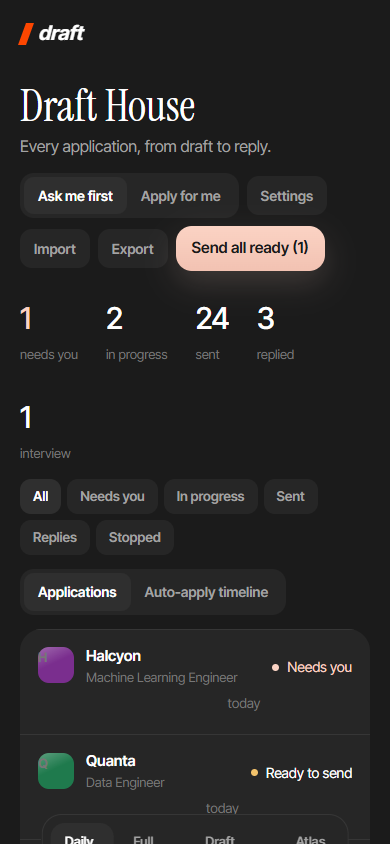 draft
Draft House
Every application, from draft to reply.
Ask me first Apply for me Settings
Import Export Send all ready (1)
1 2 24 3
needs you in progress sent replied
1
interview
All Needs you In progress Sent
Replies Stopped
Applications Auto-apply timeline
Halcyon
Needs you
Machine Learning Engineer
today
Quanta
Ready to send
Data Engineer
today
Daily Full Draft Atlas